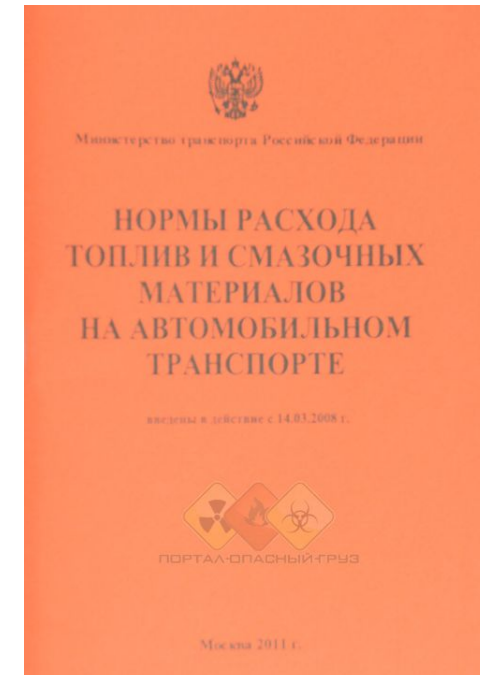 Министерство транспорта Российской Федерации
НОРМЫ РАСХОДА
ТОПЛИВ И СМАЗОЧНЫХ
МАТЕРИАЛОВ
НА АВТОМОБИЛЬНОМ
ТРАНСПОРТЕ
введены в действие с 14.03.2008 г.
ПОРТАЛ·ОПАСНЫЙ·ГРУЗ
Москва 2011 г.